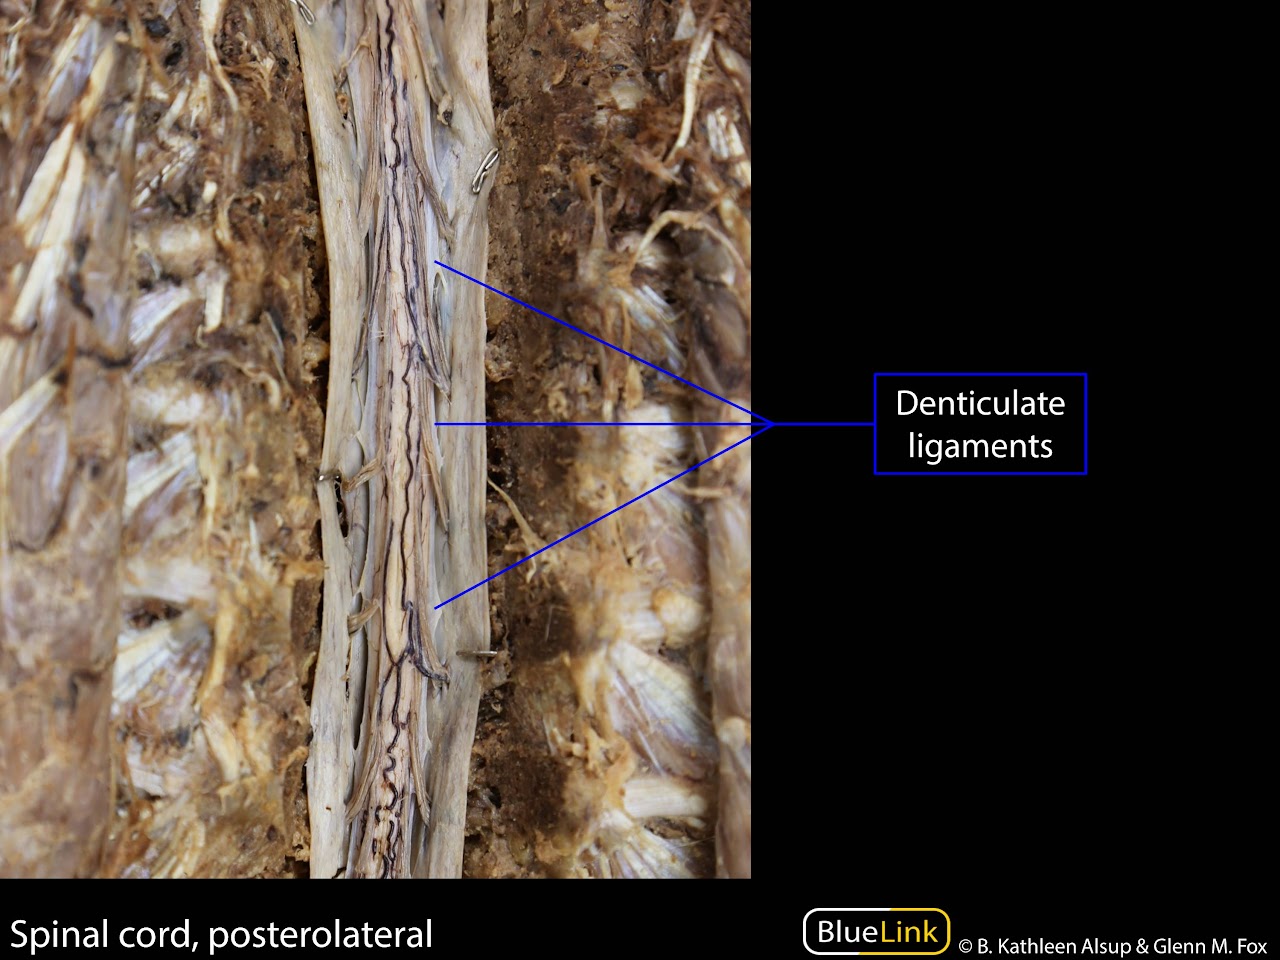 Denticulate
ligaments
Spinal cord, posterolateral
BlueLink
© B. Kathleen Alsup & Glenn M. Fox